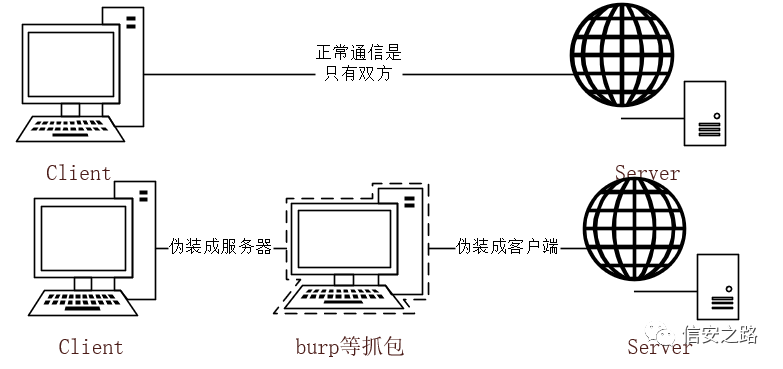 正常通信是
只有双方
Client
Server
伪装成服务器
伪装成客户端
Client
burp等抓包
Server
信安之路